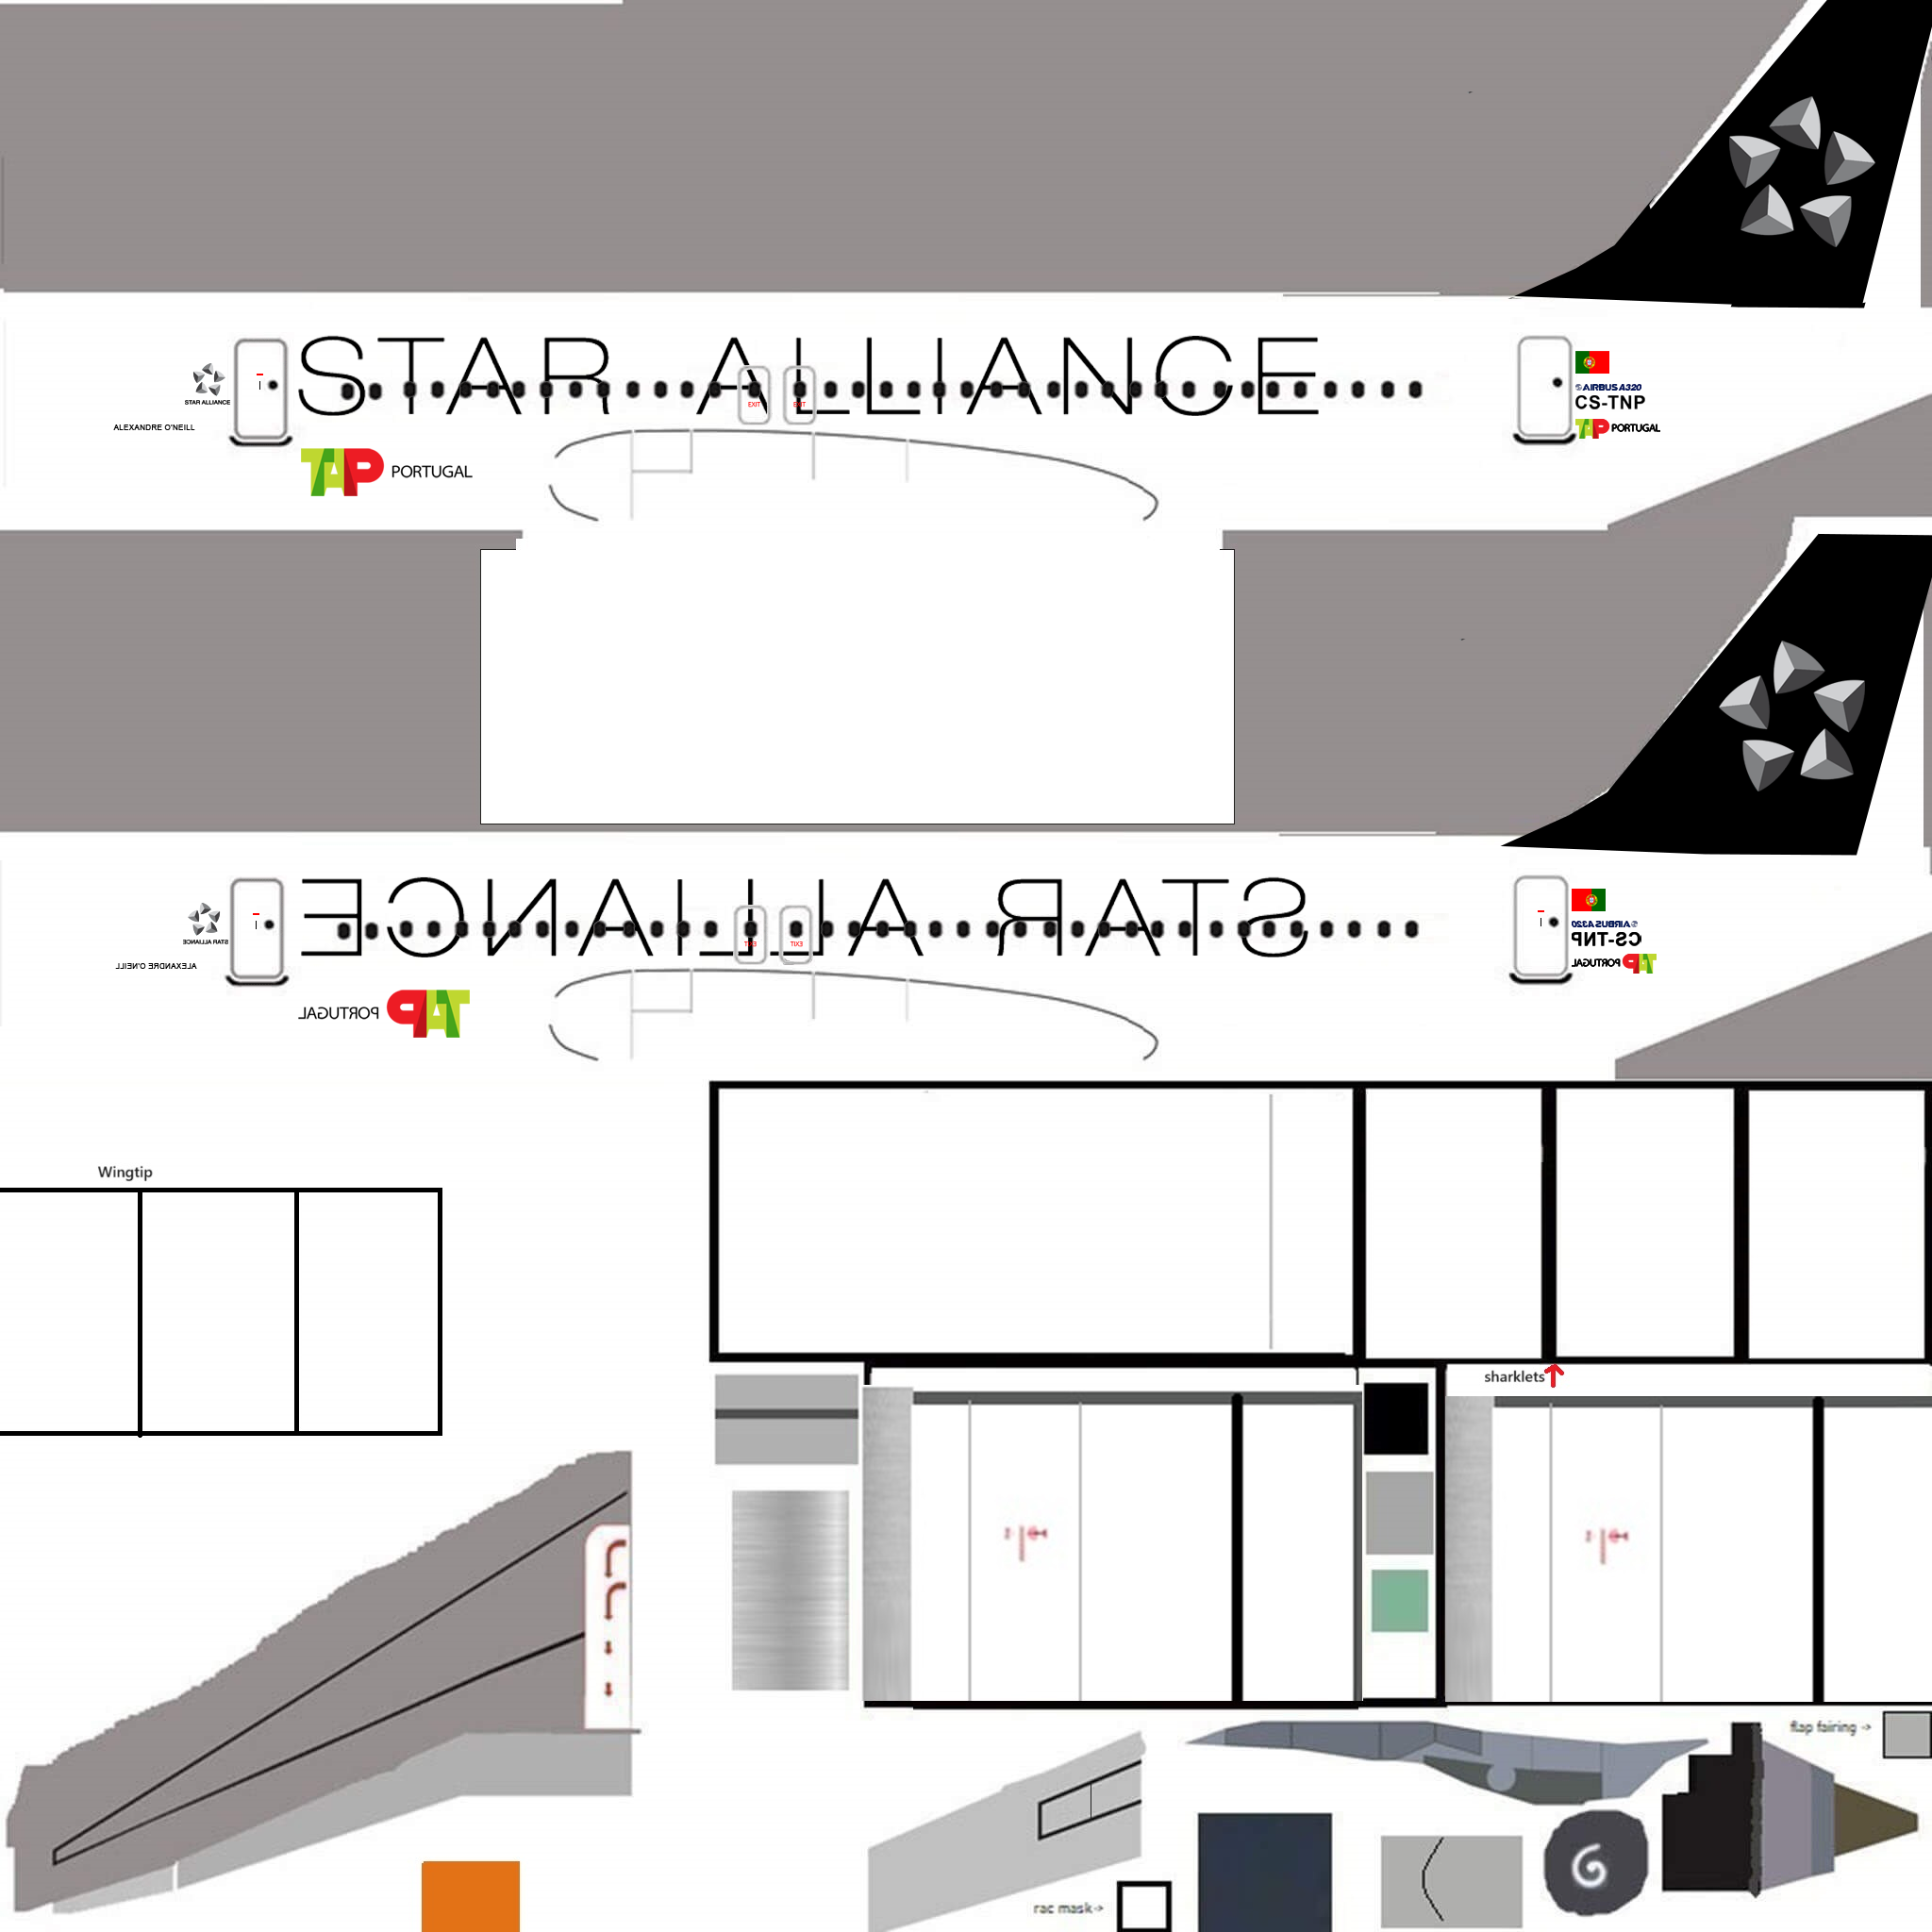 STAR ALLIANCE
STAR ALLIANCE
ALEXANDRE O'NEILL
EXIT
EXIT
AIRBUS A320
CS-TNP
TAP PORTUGAL
TAP PORTUGAL
STAR ALLIANCE
STAR ALLIANCE
ALEXANDRE O'NEILL
EXIT
EXIT
AIRBUS A320
CS-TNP
TAP PORTUGAL
TAP PORTUGAL
Wingtip
sharklets
flap fairing ->
rac mask->